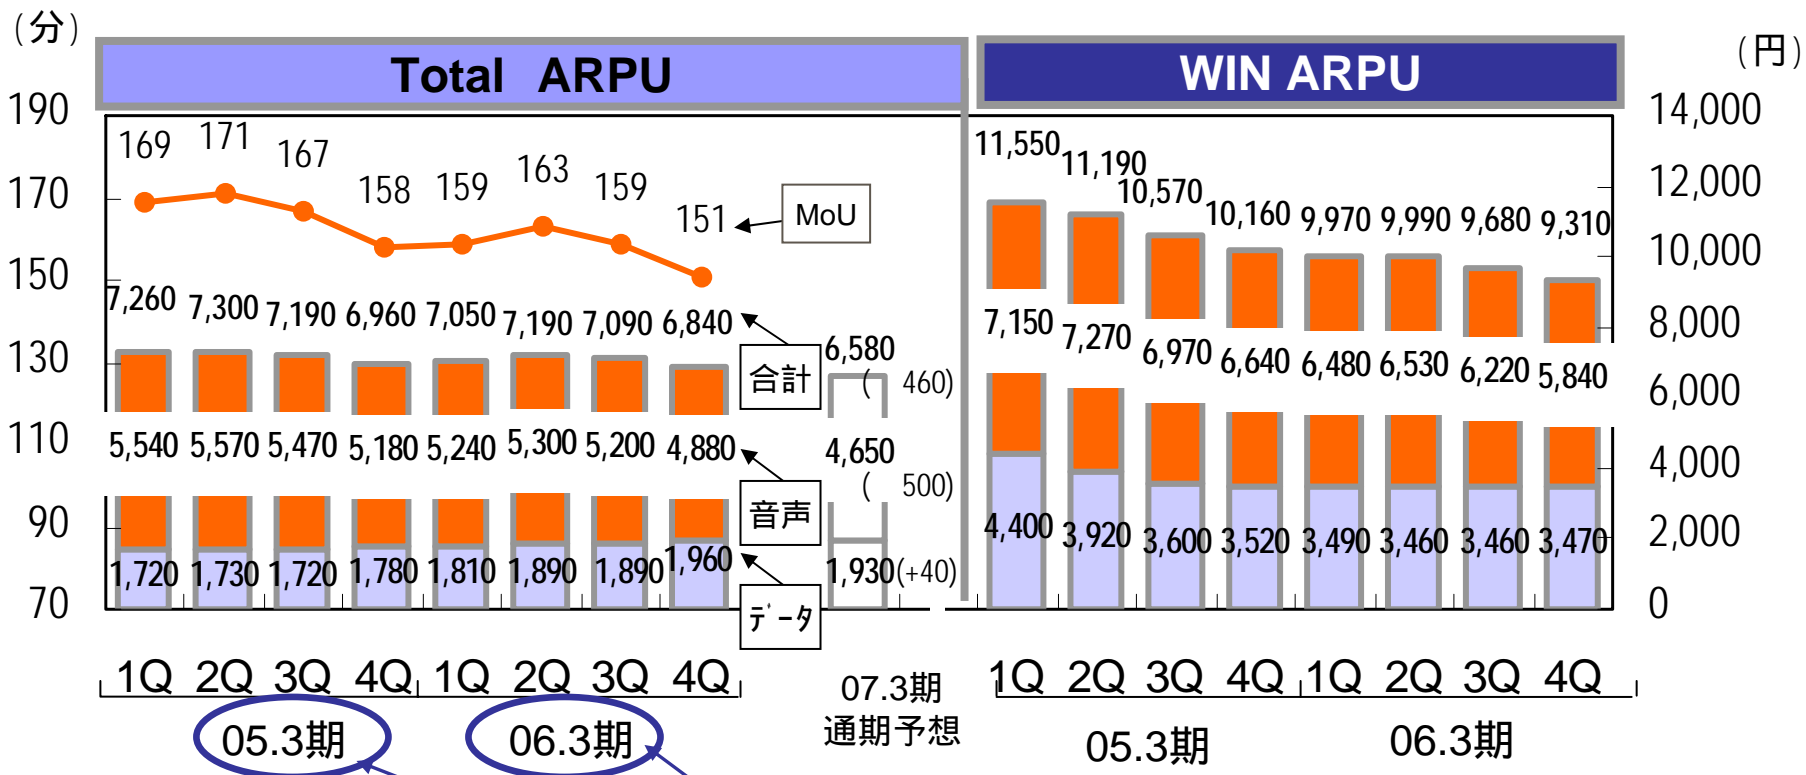 (分)
(円)
Total ARPU
WIN ARPU
190
170
150
130
110
90
70
14,000
12,000
10,000
8,000
6,000
4,000
2,000
0
169 171 167 158 159 163 159 151
MoU
7,260 7,300 7,190 6,960 7,050 7,190 7,090 6,840
合計
6,580
( 460)
5,540 5,570 5,470 5,180 5,240 5,300 5,200 4,880
音声
4,650
( 500)
1,720 1,730 1,720 1,780 1,810 1,890 1,890 1,960
データ
1,930(+40)
11,550 11,190 10,570 10,160 9,970 9,990 9,680 9,310
7,150 7,270 6,970 6,640 6,480 6,530 6,220 5,840
4,400 3,920 3,600 3,520 3,490 3,460 3,460 3,470
1Q 2Q 3Q 4Q 1Q 2Q 3Q 4Q
05.3期 06.3期
07.3期
通期予想
1Q 2Q 3Q 4Q 1Q 2Q 3Q 4Q
05.3期 06.3期